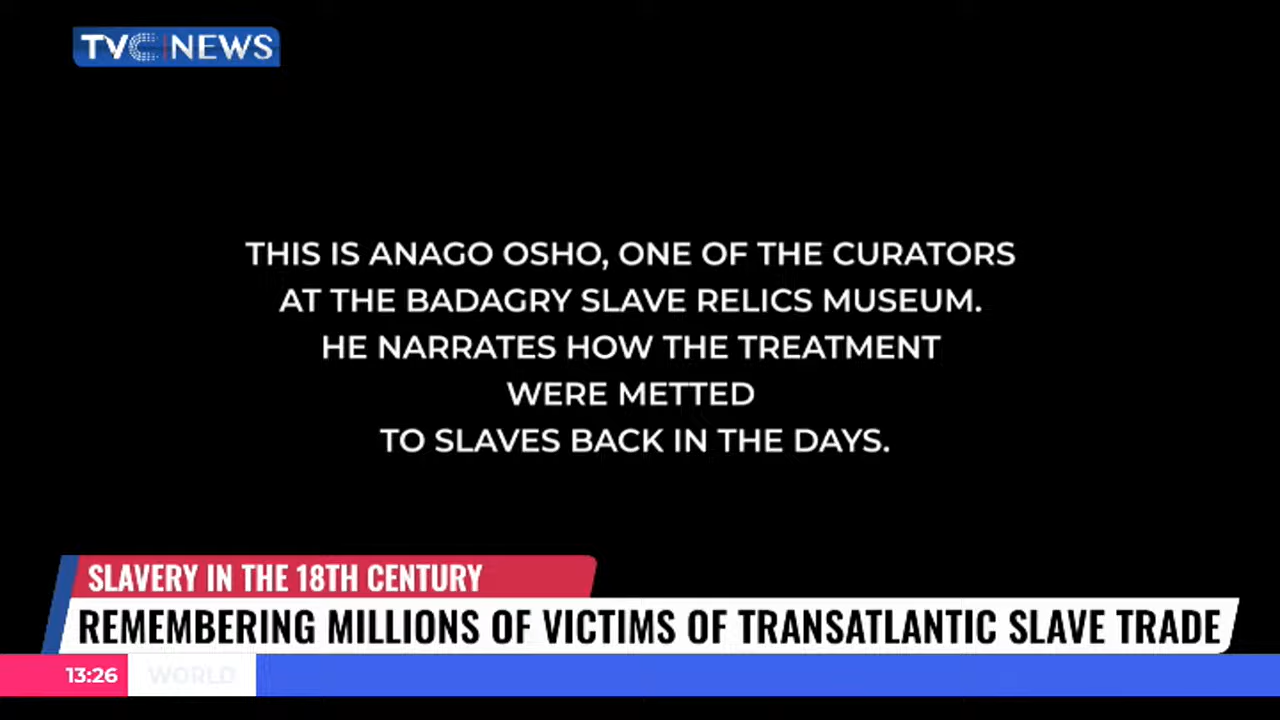 TVC NEWS
THIS IS ANAGO OSHO, ONE OF THE CURATORS
AT THE BADAGRY SLAVE RELICS MUSEUM.
HE NARRATES HOW THE TREATMENT
WERE METTED
TO SLAVES BACK IN THE DAYS.
SLAVERY IN THE 18TH CENTURY
REMEMBERING MILLIONS OF VICTIMS OF TRANSATLANTIC SLAVE TRADE
13:26 WORLD